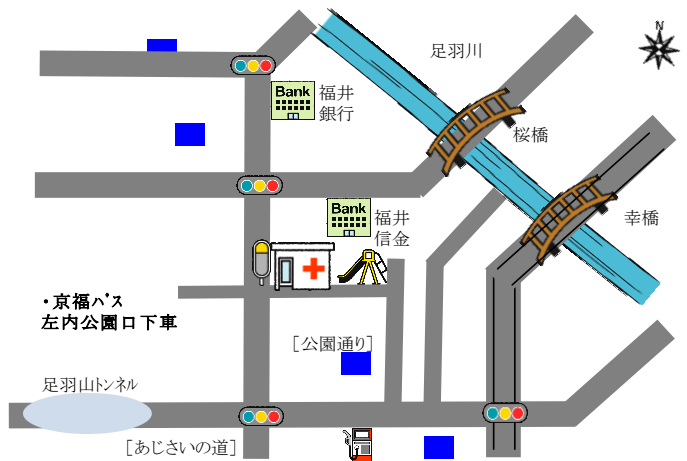 N
足羽川
Bank
福井
銀行
桜橋
Bank
福井
信金
幸橋
・京福バス
左内公園口下車
[公園通り]
足羽山トンネル
[あじさいの道]